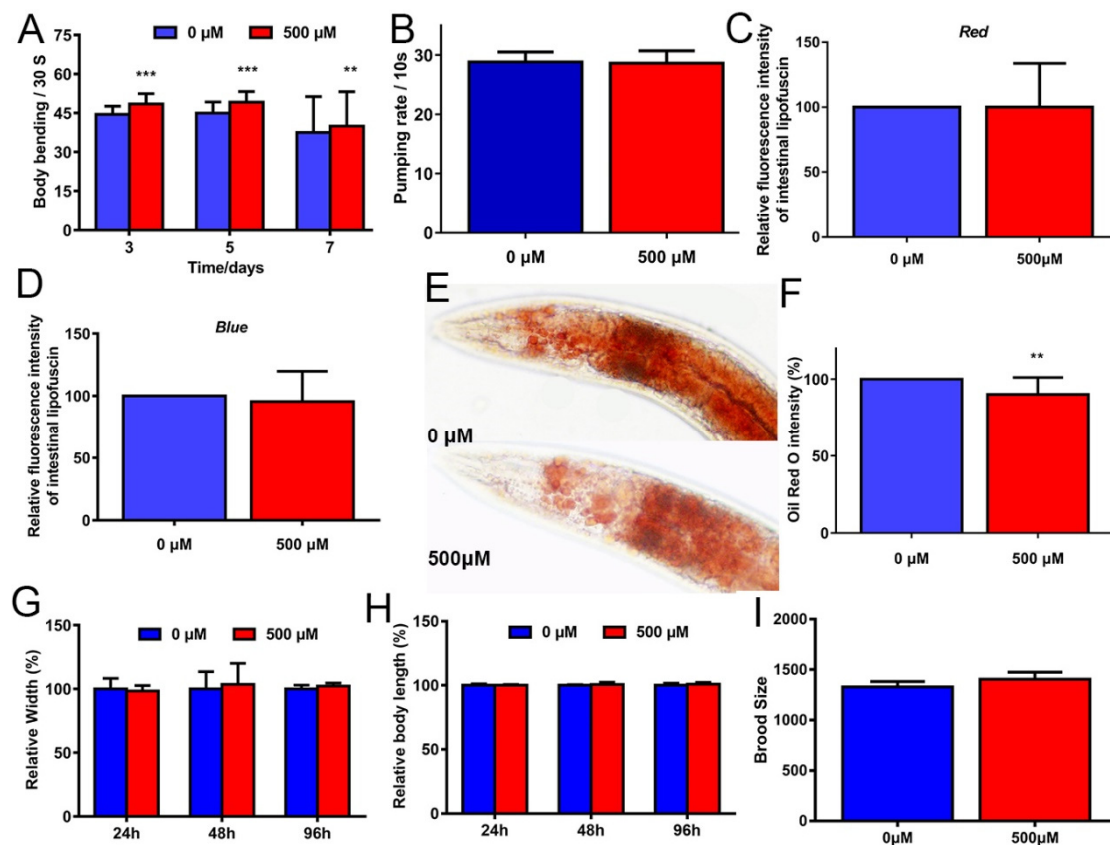 A
0 µM
500 µM
Body bending / 30 S
75
60
45
30
15
0
***
***
**
3
5
7
Time/days
B
Pumping rate / 10s
30
20
10
0
0 µM
500 µM
C
Red
Relative fluorescence intensity
of intestinal lipofuscin
150
100
50
0
0 µM
500µM
D
Blue
Relative fluorescence intensity
of intestinal lipofuscin
150
100
50
0
0 µM
500 µM
E
0 µM
500µM
F
Oil Red O intensity (%)
100
50
0
**
0 µM
500 µM
G
0 µM
500 µM
Relative Width (%)
150
100
50
0
24h
48h
96h
H
0 µM
500 µM
Relative body length (%)
150
100
50
0
24h
48h
96h
I
Brood Size
2000
1500
1000
500
0
0µM
500µM